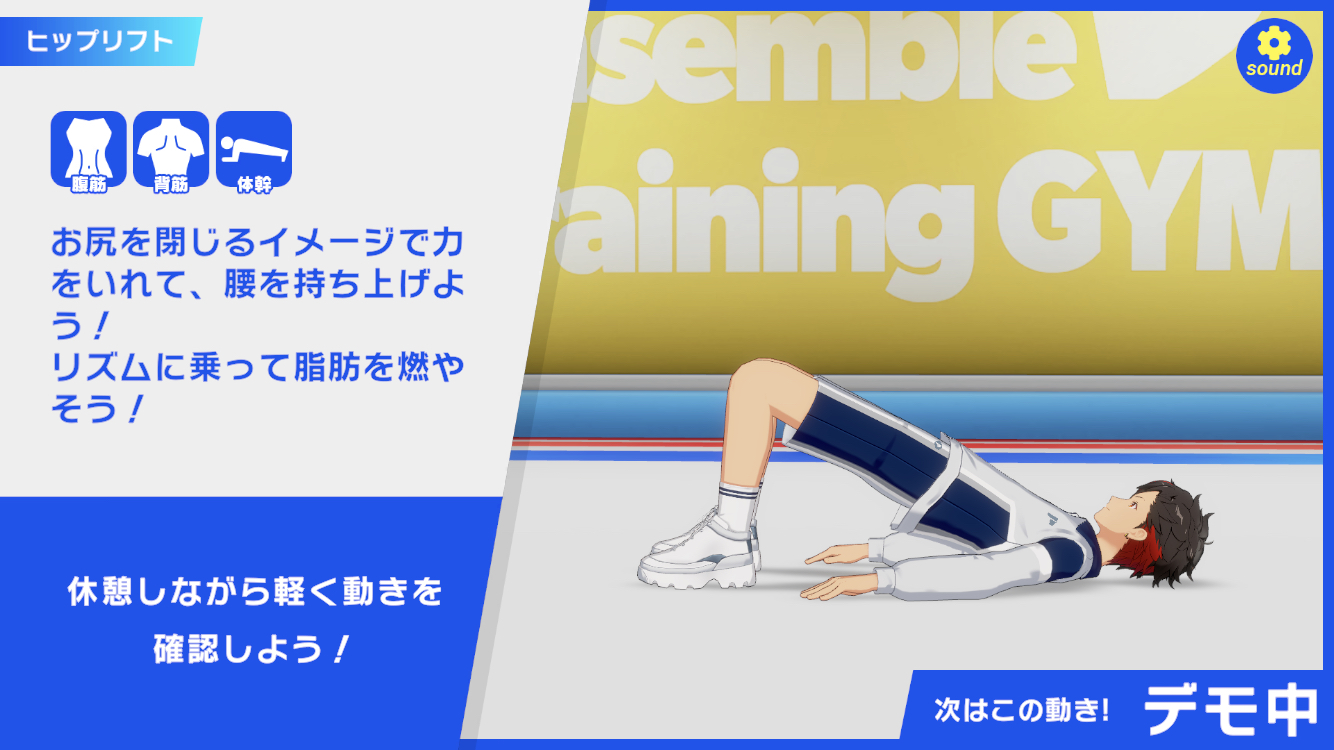 ヒップリフト
sound
腹筋 背筋 体幹
お尻を閉じるイメージで力
をいれて、腰を持ち上げよ
う！
リズムに乗って脂肪を燃や
そう！
休憩しながら軽く動きを
確認しよう！
semble
raining GYM
次はこの動き! デモ中